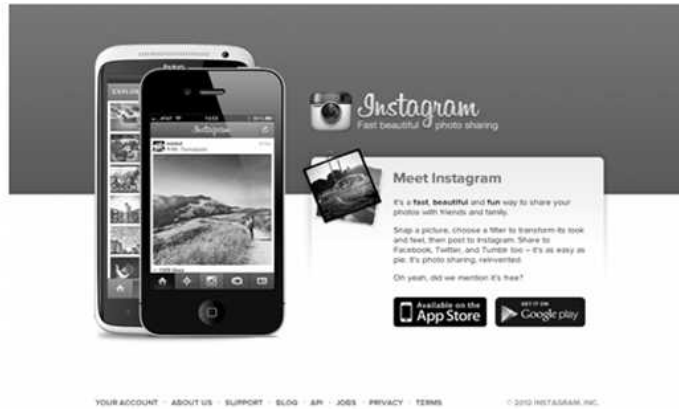 EXPLOR
AT&T
Instagram
Instagram
Fast beautiful photo sharing
Meet Instagram
It's a fast, beautiful and fun way to share your
photos with friends and family.
Snap a picture, choose a filter to transform its look
and feel, then post to Instagram. Share to
Facebook, Twitter, and Tumblr too – it's as easy as
pie. It's photo sharing, reinvented.
Oh yeah, did we mention it's free?
Available on the
App Store
GET IT ON
Google play
YOUR ACCOUNT · ABOUT US · SUPPORT · BLOG · API · JOBS · PRIVACY · TERMS
© 2012 INSTAGRAM, INC.